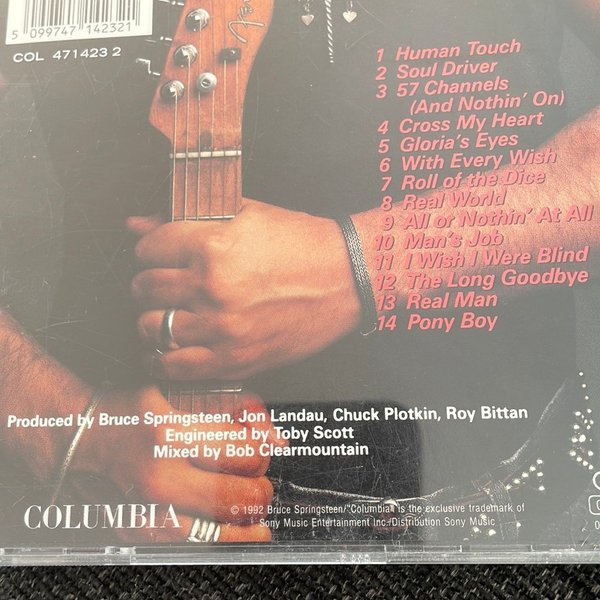 5 099747 142321
COL 471423 2
1 Human Touch
2 Soul Driver
3 57 Channels
(And Nothin' On)
4 Cross My Heart
5 Gloria's Eyes
6 With Every Wish
7 Roll of the Dice
8 Real World
9 All or Nothin' At All
10 Man's Job
11 I Wish I Were Blind
12 The Long Goodbye
13 Real Man
14 Pony Boy
Produced by Bruce Springsteen, Jon Landau, Chuck Plotkin, Roy Bittan
Engineered by Toby Scott
Mixed by Bob Clearmountain
COLUMBIA
© 1992 Bruce Springsteen/"Columbia" is the exclusive trademark of
Sony Music Entertainment Inc./Distribution Sony Music